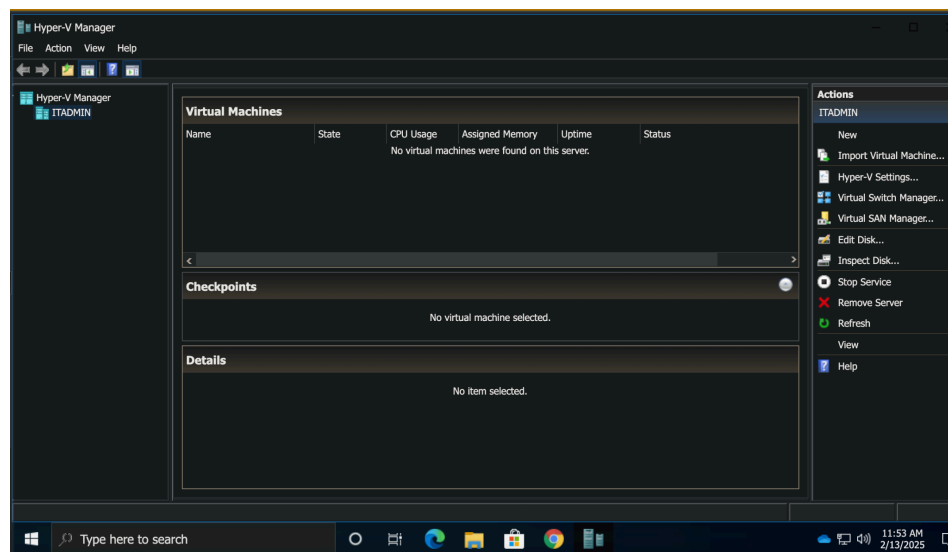 Hyper-V Manager
File Action View Help
Hyper-V Manager
ITADMIN
Virtual Machines
Name State CPU Usage Assigned Memory Uptime Status
No virtual machines were found on this server.
Checkpoints
No virtual machine selected.
Details
No item selected.
Actions
ITADMIN
New
Import Virtual Machine...
Hyper-V Settings...
Virtual Switch Manager...
Virtual SAN Manager...
Edit Disk...
Inspect Disk...
Stop Service
Remove Server
Refresh
View
Help
Type here to search
11:53 AM
2/13/2025